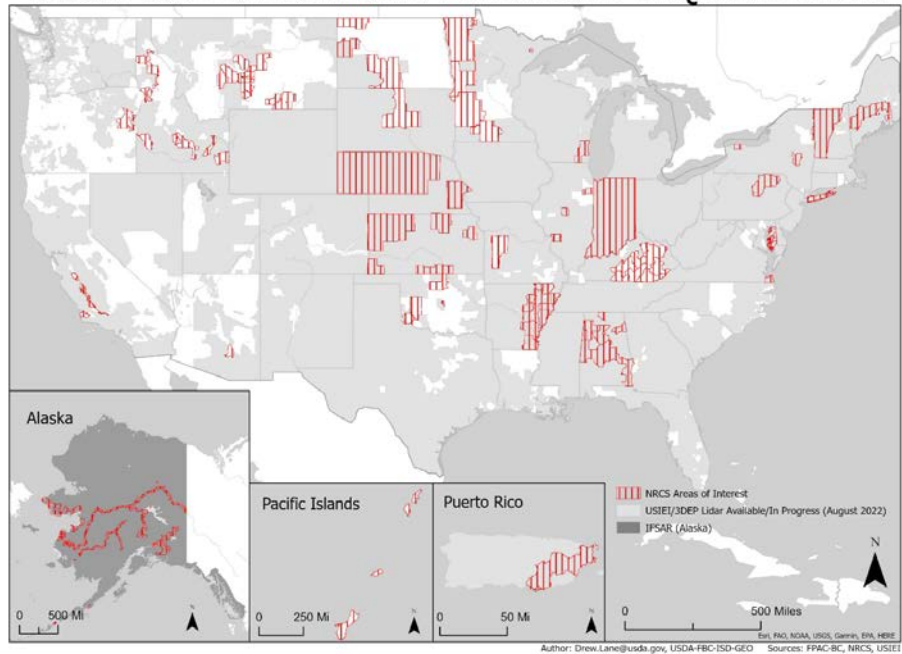 Alaska
0 500 Mi
N
Pacific Islands
0 250 Mi
N
Puerto Rico
0 50 Mi
N
NRCS Areas of Interest
USIEI/3DEP Lidar Available/In Progress (August 2022)
IFSAR (Alaska)
N
0 500 Miles
Esri, FAO, NOAA, USGS, Garmin, EPA, HERE
Author: Drew.Lane@usda.gov, USDA-FBC-ISD-GEO Sources: FPAC-BC, NRCS, USIEI